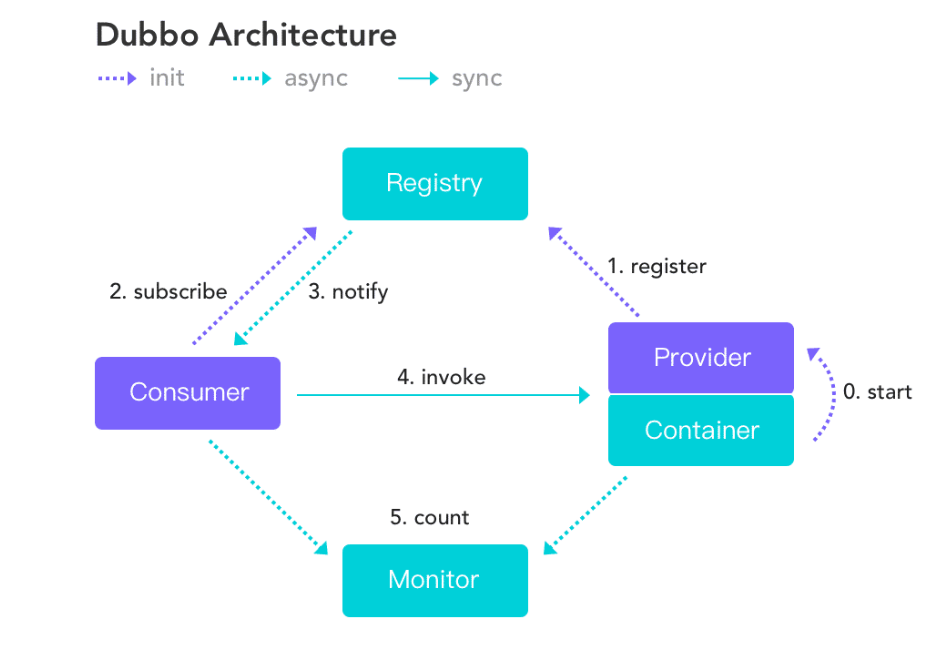 Dubbo Architecture
init async sync
Registry
1. register
2. subscribe 3. notify
Provider
4. invoke
Consumer
0. start
Container
5. count
Monitor